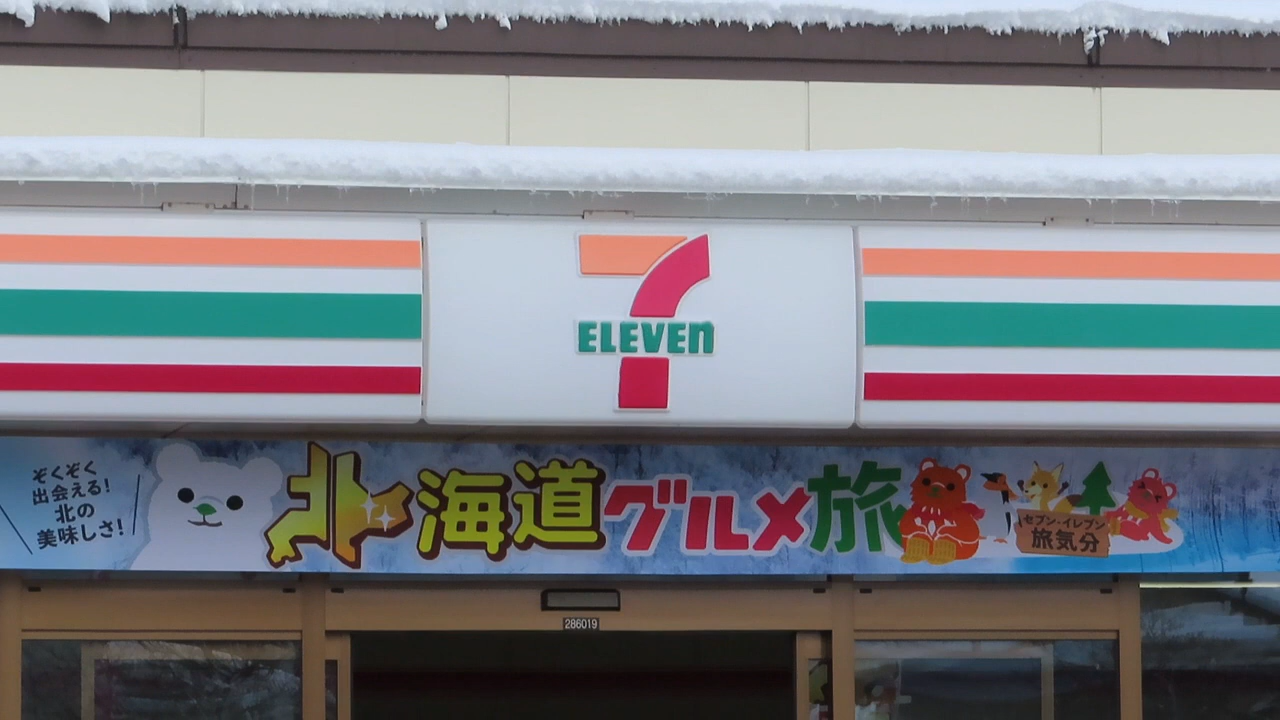 7
ELEVEn
ぞくぞく
出会える!
北の
美味しさ!
北海道グルメ旅
セブン-イレブン
旅気分
286019